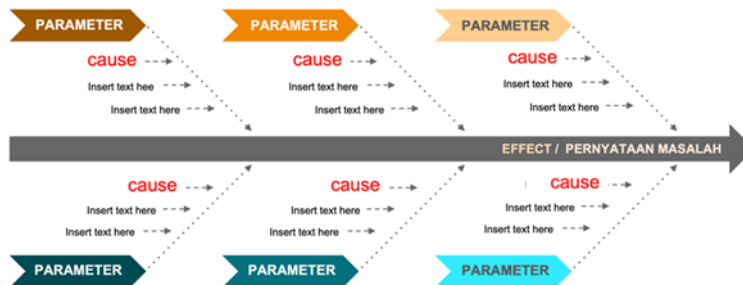 PARAMETER PARAMETER PARAMETER
cause cause cause
Insert text hee Insert text here Insert text here
Insert text here Insert text here Insert text here
EFFECT / PERNYATAAN MASALAH
cause cause cause
Insert text here Insert text here Insert text here
Insert text here Insert text here Insert text here
PARAMETER PARAMETER PARAMETER